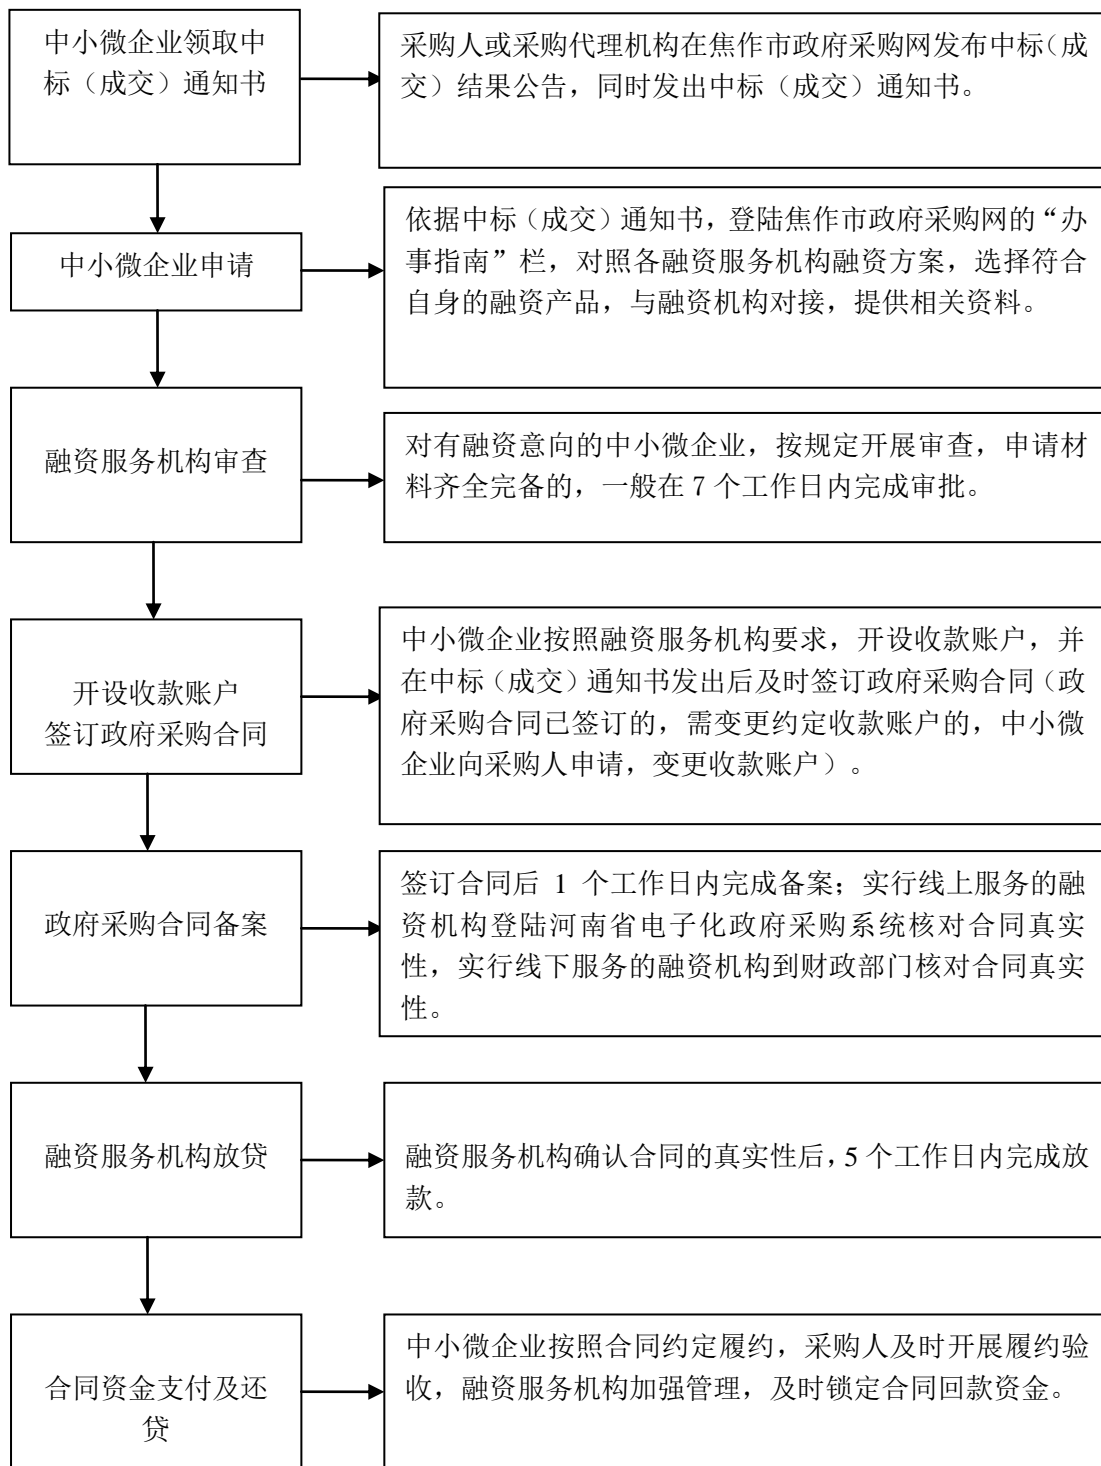 中小微企业领取中
标（成交）通知书
采购人或采购代理机构在焦作市政府采购网发布中标（成
交）结果公告，同时发出中标（成交）通知书。
中小微企业申请
依据中标（成交）通知书，登陆焦作市政府采购网的“办
事指南”栏，对照各融资服务机构融资方案，选择符合
自身的融资产品，与融资机构对接，提供相关资料。
融资服务机构审查
对有融资意向的中小微企业，按规定开展审查，申请材
料齐全完备的，一般在 7 个工作日内完成审批。
开设收款账户
签订政府采购合同
中小微企业按照融资服务机构要求，开设收款账户，并
在中标（成交）通知书发出后及时签订政府采购合同（政
府采购合同已签订的，需变更约定收款账户的，中小微
企业向采购人申请，变更收款账户）。
政府采购合同备案
签订合同后 1 个工作日内完成备案；实行线上服务的融
资机构登陆河南省电子化政府采购系统核对合同真实
性，实行线下服务的融资机构到财政部门核对合同真实
性。
融资服务机构放贷
融资服务机构确认合同的真实性后，5 个工作日内完成放
款。
合同资金支付及还
贷
中小微企业按照合同约定履约，采购人及时开展履约验
收，融资服务机构加强管理，及时锁定合同回款资金。